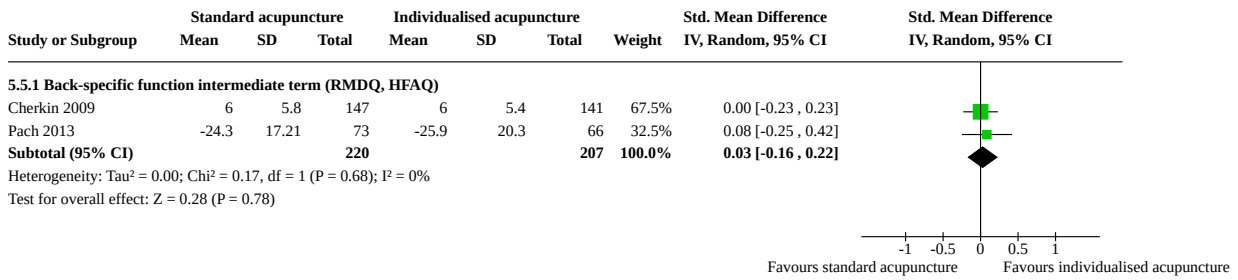 Standard acupuncture Individualised acupuncture Std. Mean Difference Std. Mean Difference
Study or Subgroup Mean SD Total Mean SD Total Weight IV, Random, 95% CI IV, Random, 95% CI
5.5.1 Back-specific function intermediate term (RMDQ, HFAQ)
Cherkin 2009 6 5.8 147 6 5.4 141 67.5% 0.00 [-0.23 , 0.23]
Pach 2013 -24.3 17.21 73 -25.9 20.3 66 32.5% 0.08 [-0.25 , 0.42]
Subtotal (95% CI) 220 207 100.0% 0.03 [-0.16 , 0.22]
Heterogeneity: Tau² = 0.00; Chi² = 0.17, df = 1 (P = 0.68); I² = 0%
Test for overall effect: Z = 0.28 (P = 0.78)
-1 -0.5 0 0.5 1
Favours standard acupuncture Favours individualised acupuncture